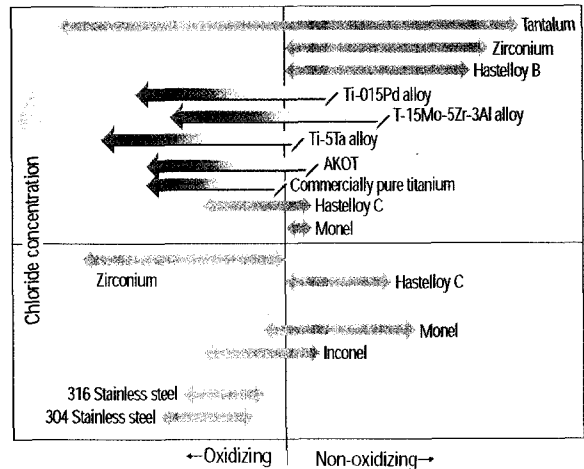 Tantalum
Zirconium
Hastelloy B
Ti-015Pd alloy
T-15Mo-5Zr-3Al alloy
Ti-5Ta alloy
AKOT
Commercially pure titanium
Hastelloy C
Monel
Chloride concentration
Zirconium
Hastelloy C
Monel
Inconel
316 Stainless steel
304 Stainless steel
←Oxidizing
Non-oxidizing→